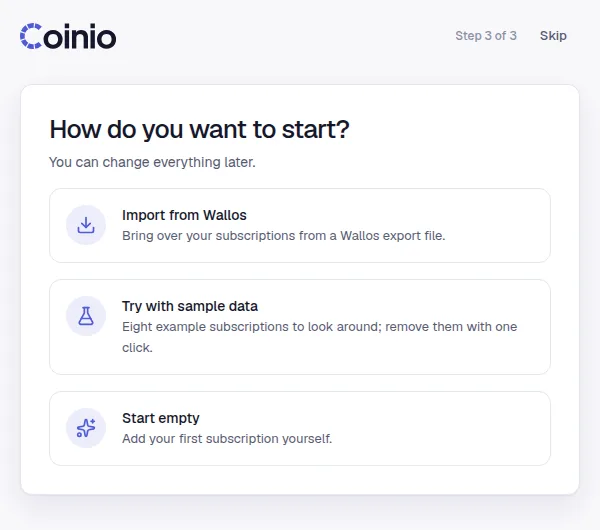 Coinio
Step 3 of 3
Skip
How do you want to start?
You can change everything later.
Import from Wallos
Bring over your subscriptions from a Wallos export file.
Try with sample data
Eight example subscriptions to look around; remove them with one
click.
Start empty
Add your first subscription yourself.